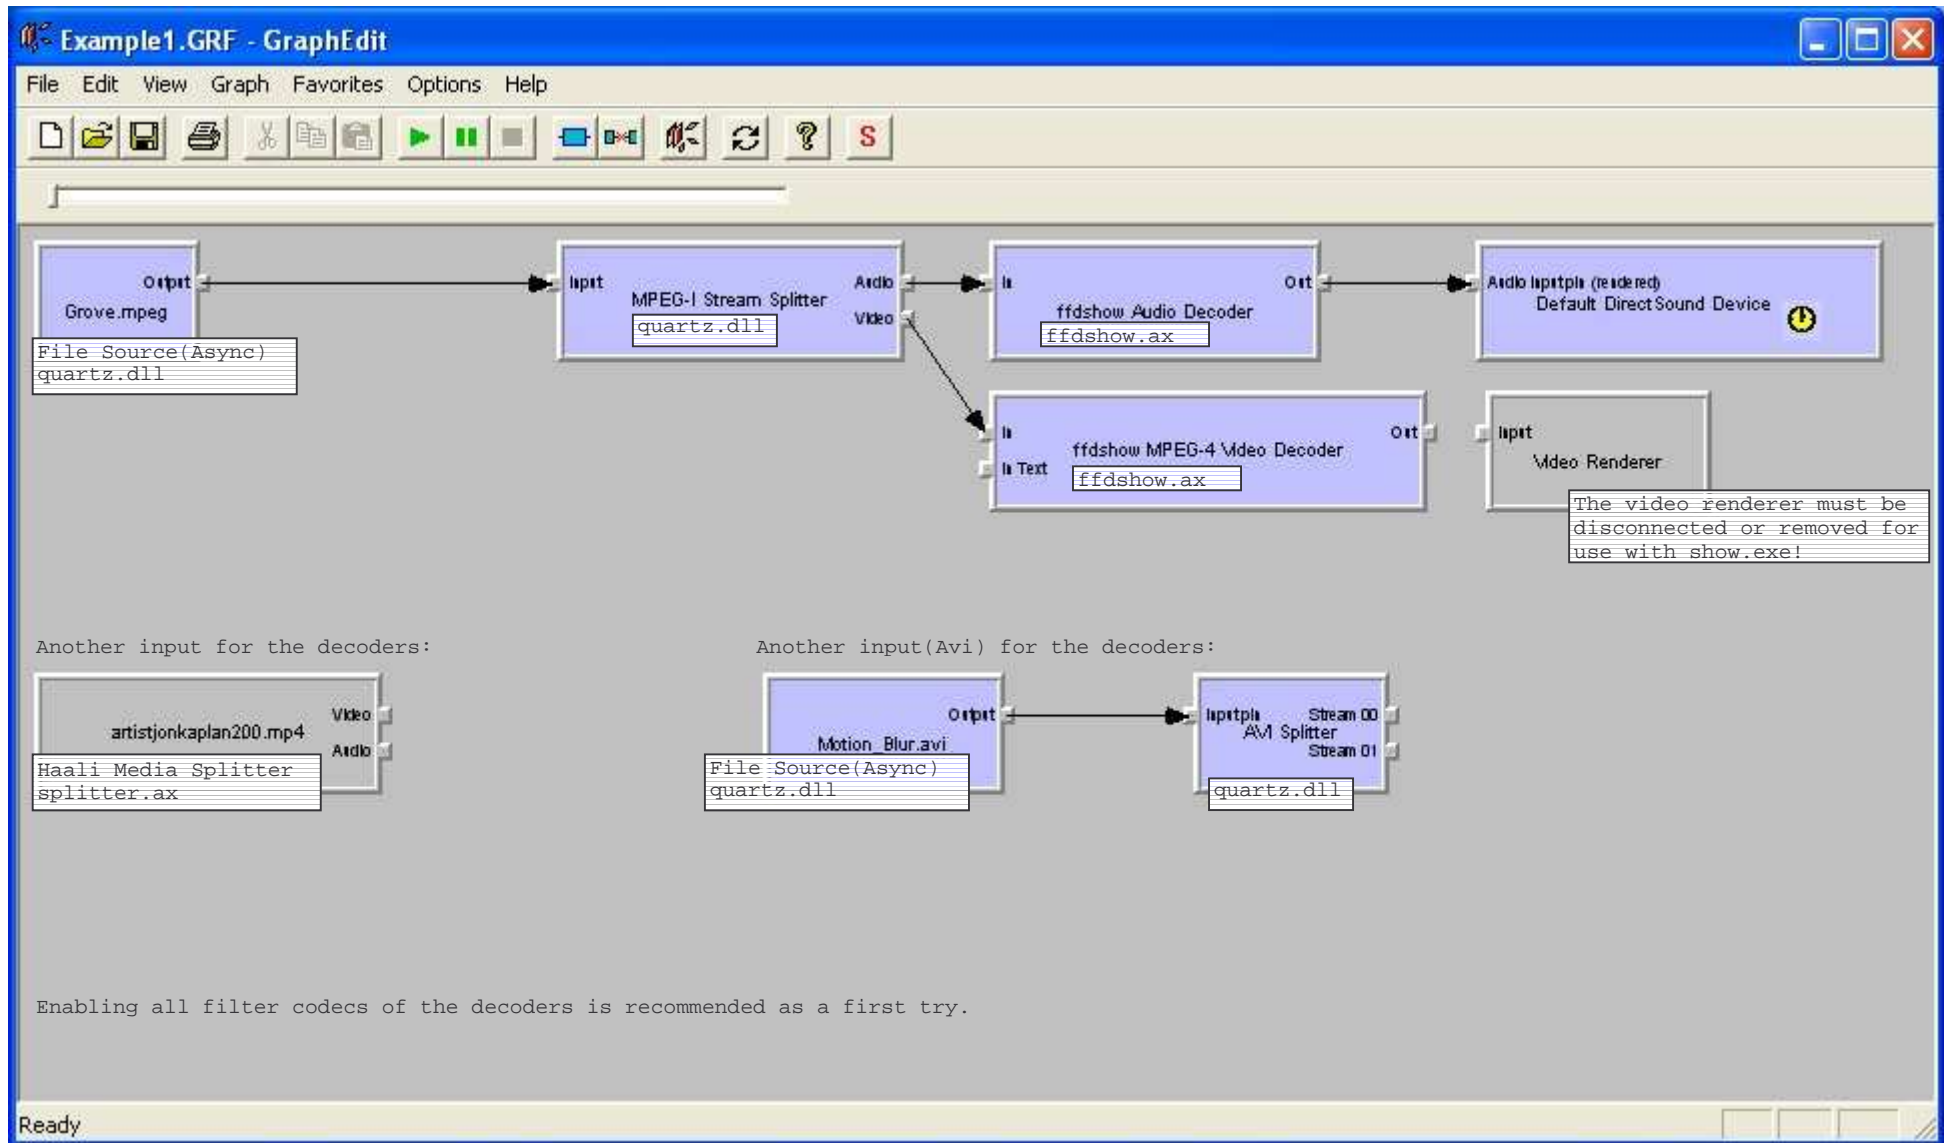 Example1.GRF - GraphEdit
File Edit View Graph Favorites Options Help
S
Output
Grove.mpeg
File Source(Async)
quartz.dll
Input
MPEG-I Stream Splitter
quartz.dll
Audio
Video
In
Out
ffdshow Audio Decoder
ffdshow.ax
Audio Input pin (rendered)
Default DirectSound Device
In
In Text
Out
ffdshow MPEG-4 Video Decoder
ffdshow.ax
Input
Video Renderer
The video renderer must be
disconnected or removed for
use with show.exe!
Another input for the decoders:
artistjonkaplan200.mp4
Video
Audio
Haali Media Splitter
splitter.ax
Another input(Avi) for the decoders:
Output
Motion_Blur.avi
File Source(Async)
quartz.dll
Input pin
Stream 00
AVI Splitter
Stream 01
quartz.dll
Enabling all filter codecs of the decoders is recommended as a first try.
Ready